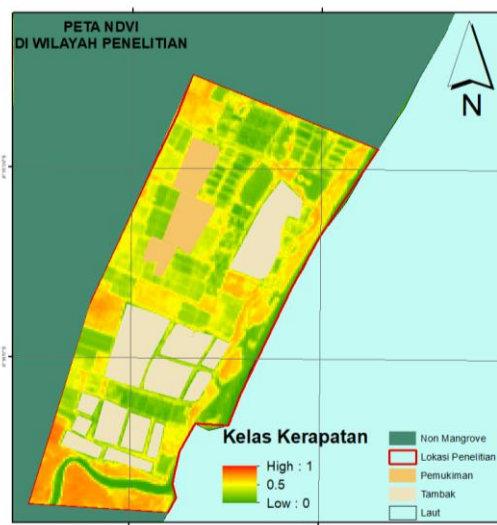 PETA NDVI
DI WILAYAH PENELITIAN
N
Kelas Kerapatan
High : 1
0.5
Low : 0
Non Mangrove
Lokasi Penelitian
Pemukiman
Tambak
Laut